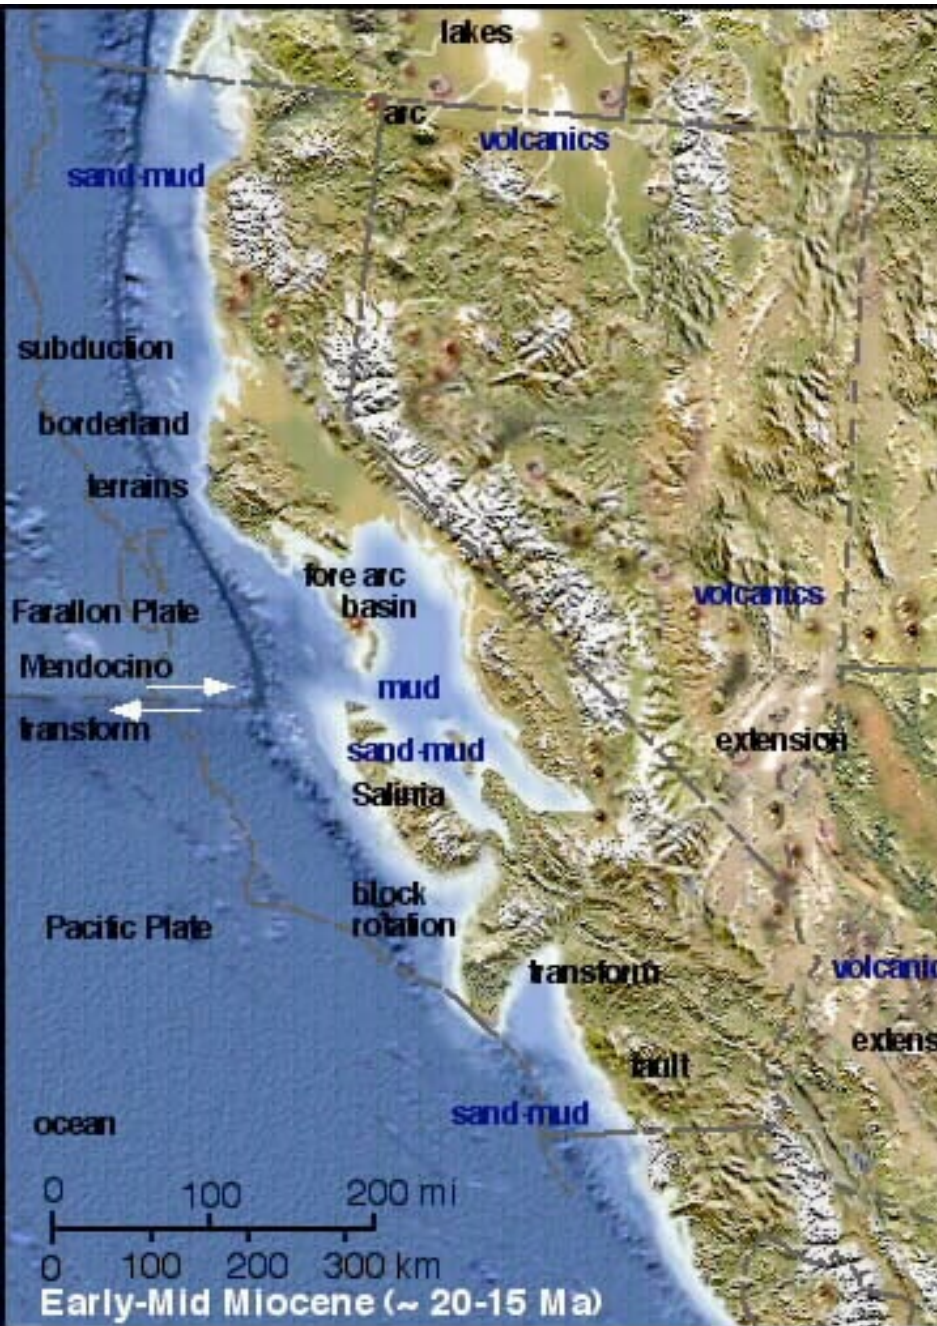 lakes
arc
volcanics
sand-mud
subduction
borderland
terrains
fore arc
basin
Farallon Plate
volcanics
Mendocino
mud
transform
sand-mud
extension
Salinia
block
rotation
Pacific Plate
transform
volcanic
extens
fault
sand-mud
ocean
0 100 200 mi
0 100 200 300 km
Early-Mid Miocene (~ 20-15 Ma)